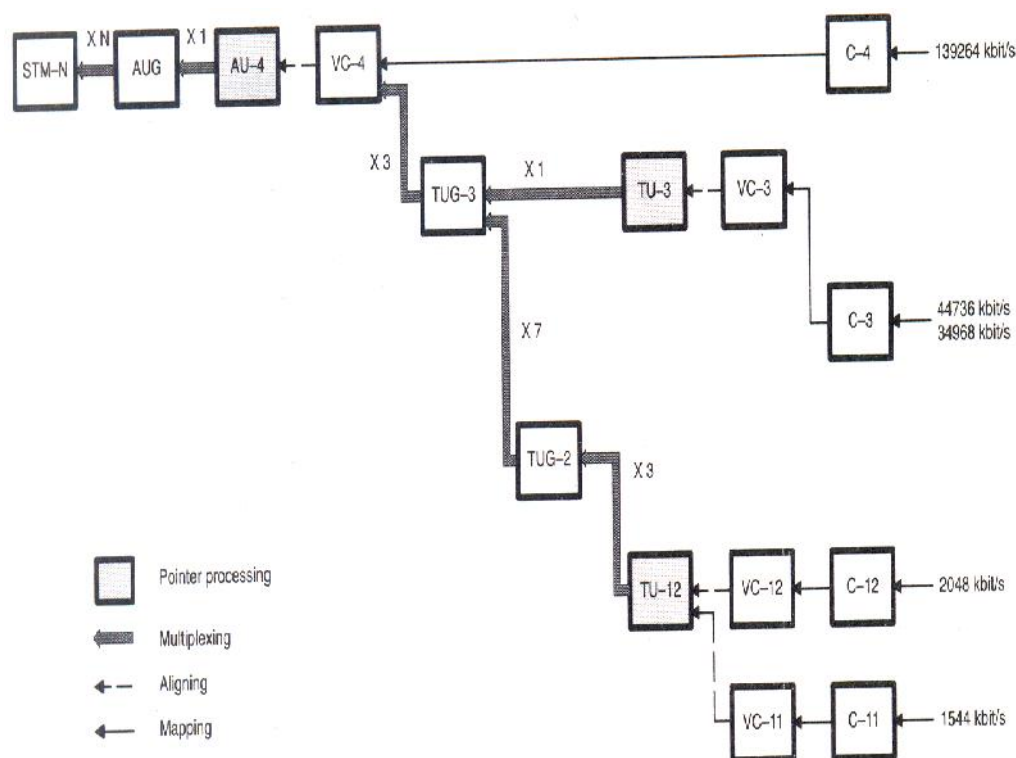 X N
X 1
STM–N
AUG
AU–4
VC–4
C–4
139264 kbit/s
X 3
X 1
TUG–3
TU–3
VC–3
C–3
44736 kbit/s
34968 kbit/s
X 7
TUG–2
X 3
TU–12
VC–12
C–12
2048 kbit/s
VC–11
C–11
1544 kbit/s
Pointer processing
Multiplexing
Aligning
Mapping